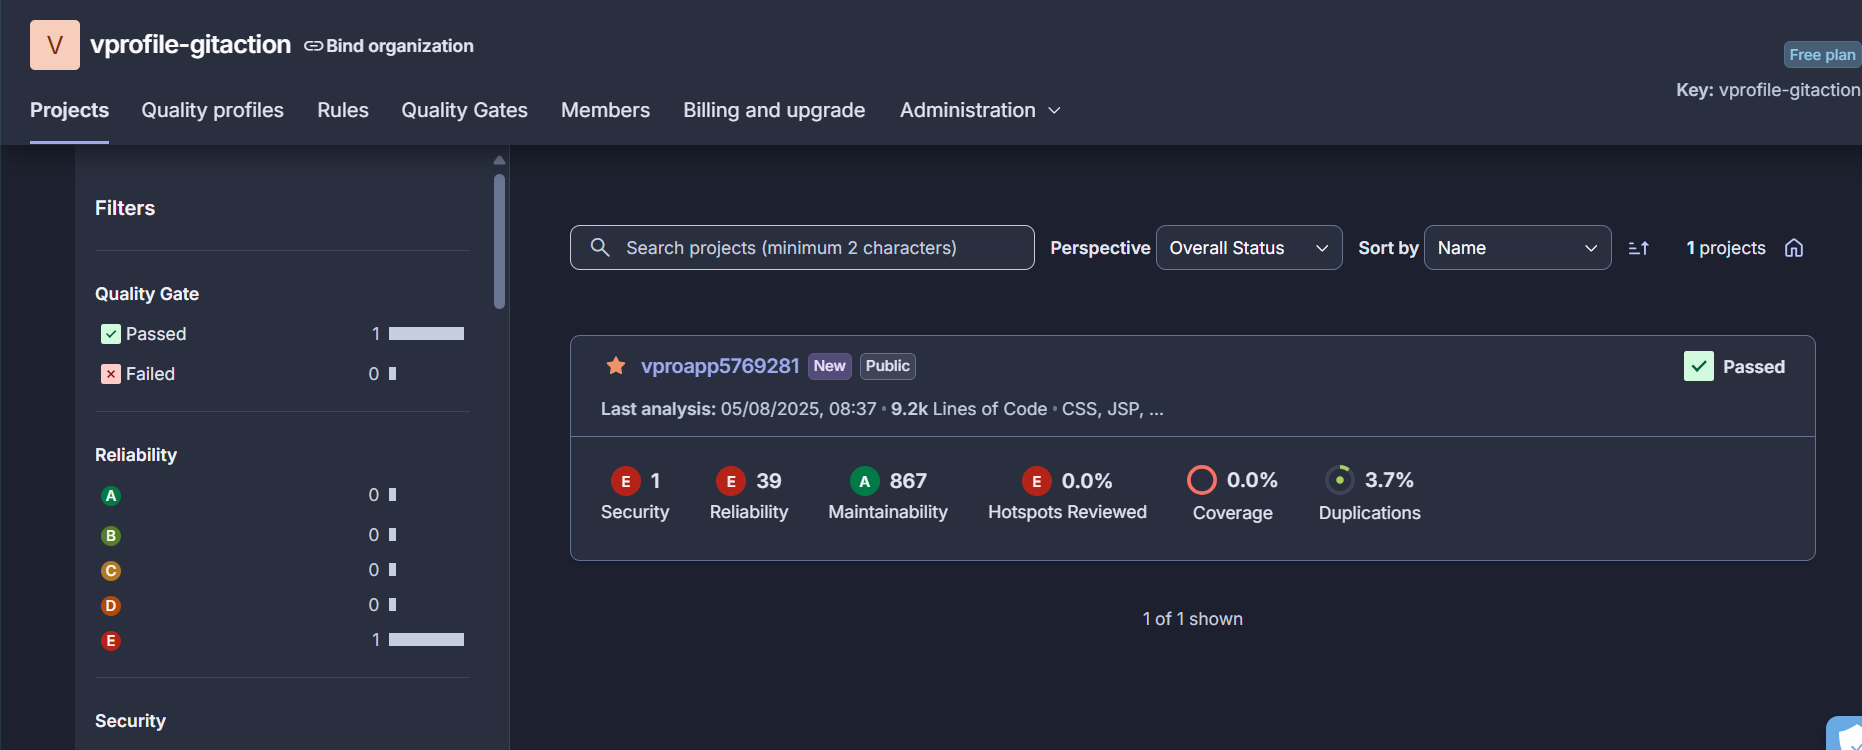 V vprofile-gitaction Bind organization
Free plan
Key: vprofile-gitaction
Projects Quality profiles Rules Quality Gates Members Billing and upgrade Administration
Filters
Quality Gate
Passed 1
Failed 0
Reliability
A 0
B 0
C 0
D 0
E 1
Security
Search projects (minimum 2 characters) Perspective Overall Status Sort by Name 1 projects
vproapp5769281 New Public Passed
Last analysis: 05/08/2025, 08:37 • 9.2k Lines of Code • CSS, JSP, ...
E 1 E 39 A 867 E 0.0% 0.0% 3.7%
Security Reliability Maintainability Hotspots Reviewed Coverage Duplications
1 of 1 shown